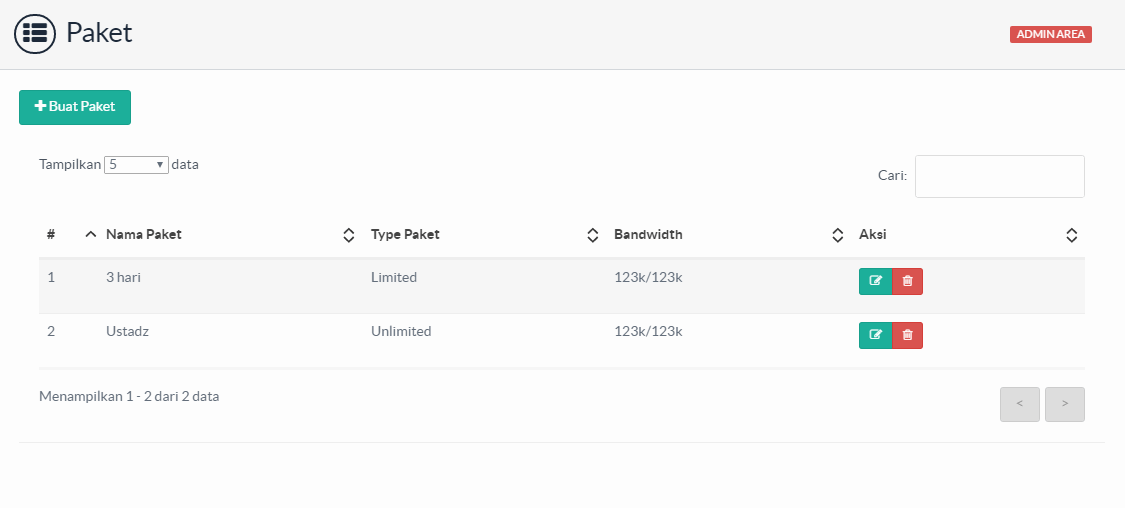 Paket
ADMIN AREA
Buat Paket
Tampilkan 5 data
Cari:
# Nama Paket Type Paket Bandwidth Aksi
1 3 hari Limited 123k/123k
2 Ustadz Unlimited 123k/123k
Menampilkan 1 - 2 dari 2 data
< >